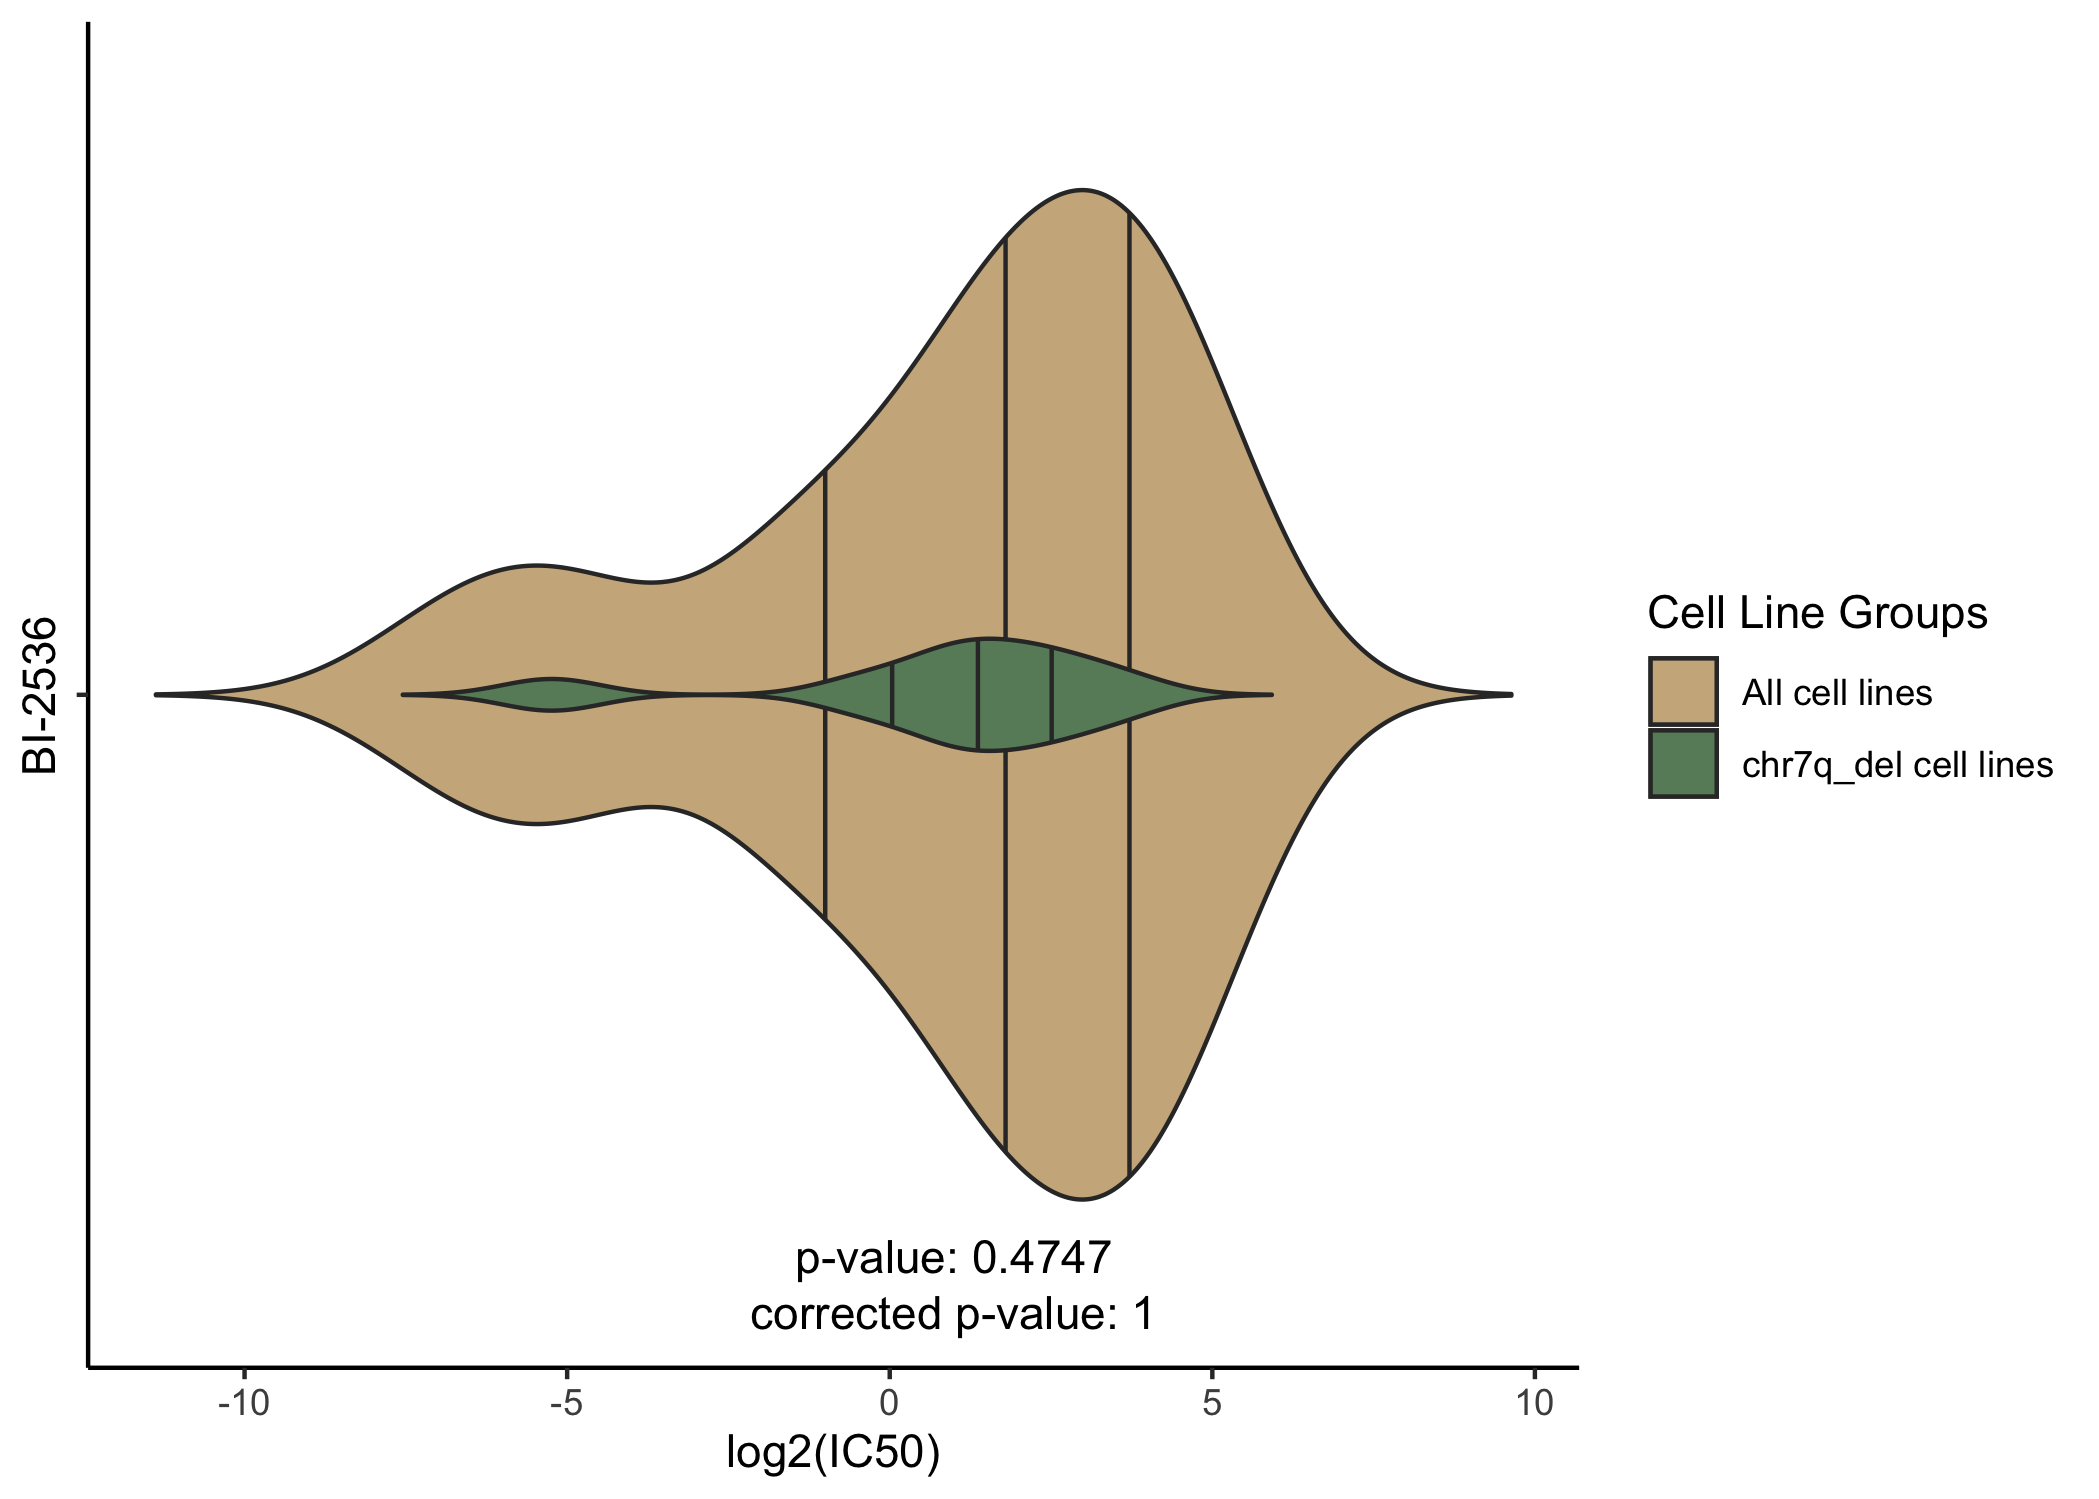 BI-2536
p-value: 0.4747
corrected p-value: 1
-10 -5 0 5 10
log2(IC50)
Cell Line Groups
All cell lines
chr7q_del cell lines